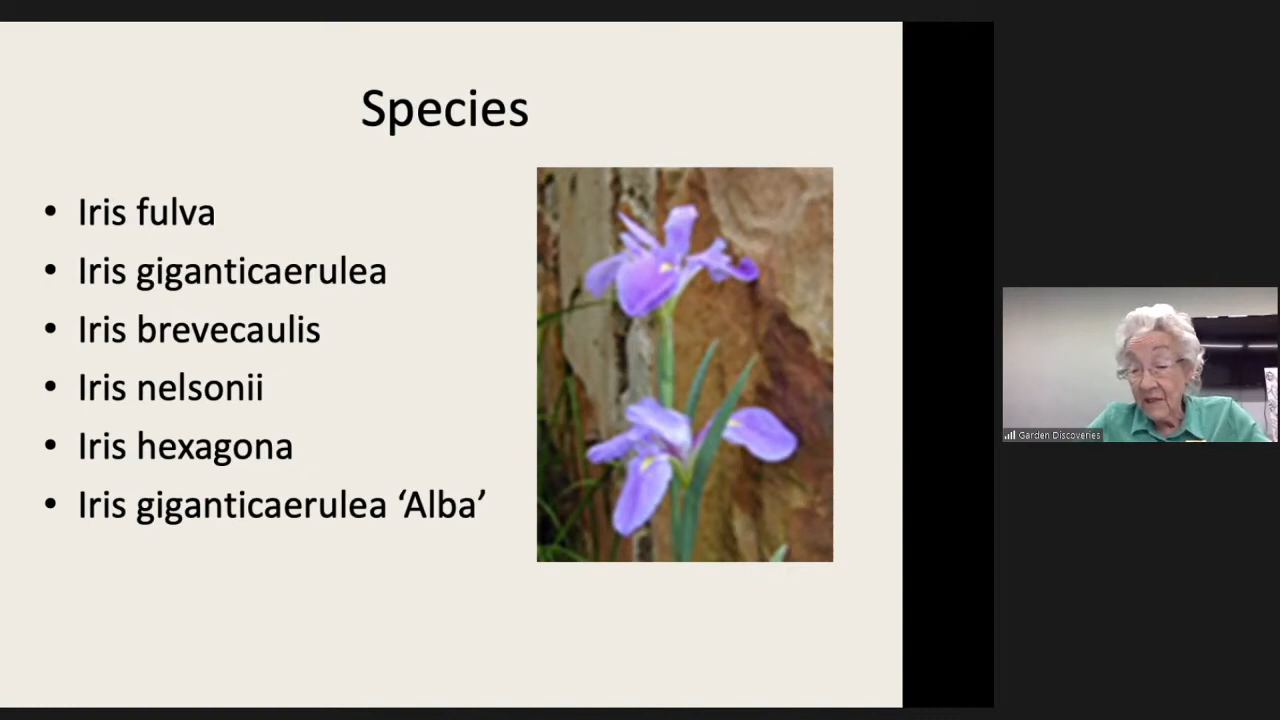 Species
• Iris fulva
• Iris giganticaerulea
• Iris brevecaulis
• Iris nelsonii
• Iris hexagona
• Iris giganticaerulea ‘Alba’
Garden Discoveries